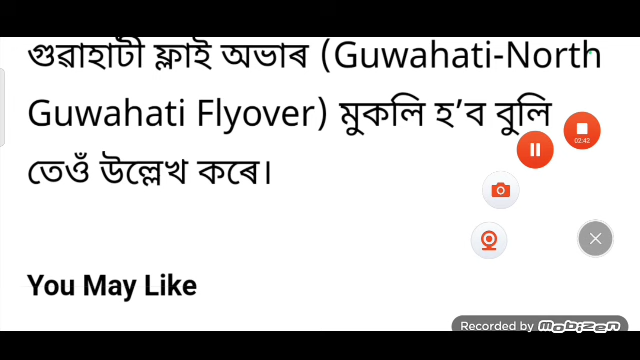 গুৱাহাটী ফ্লাই অভাৰ (Guwahati-North
Guwahati Flyover) মুকলি হ’ব বুলি
তেওঁ উল্লেখ কৰে।
02:42
You May Like
Recorded by Mobizen